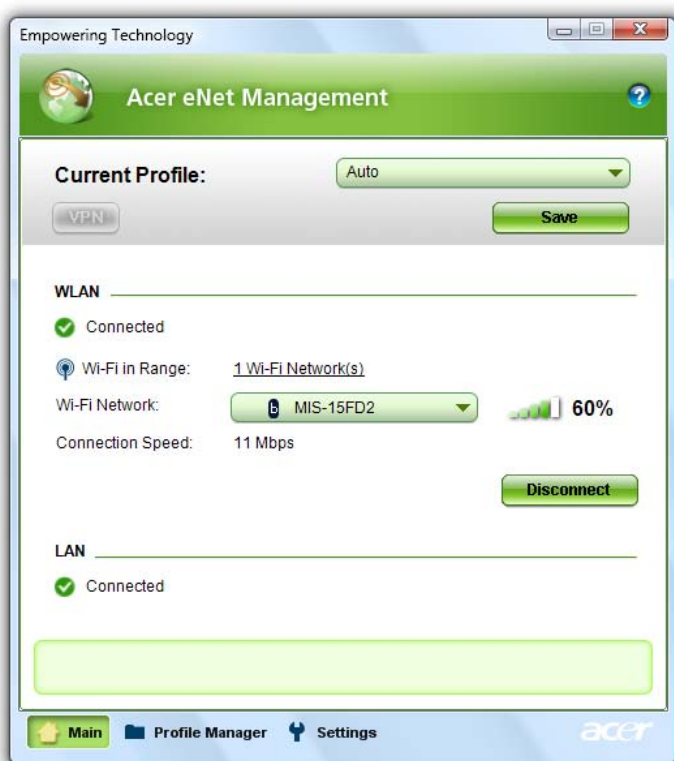 Empowering Technology
Acer eNet Management
Current Profile: Auto
VPN Save
WLAN
Connected
Wi-Fi in Range: 1 Wi-Fi Network(s)
Wi-Fi Network: b MIS-15FD2 60%
Connection Speed: 11 Mbps
Disconnect
LAN
Connected
Main Profile Manager Settings acer